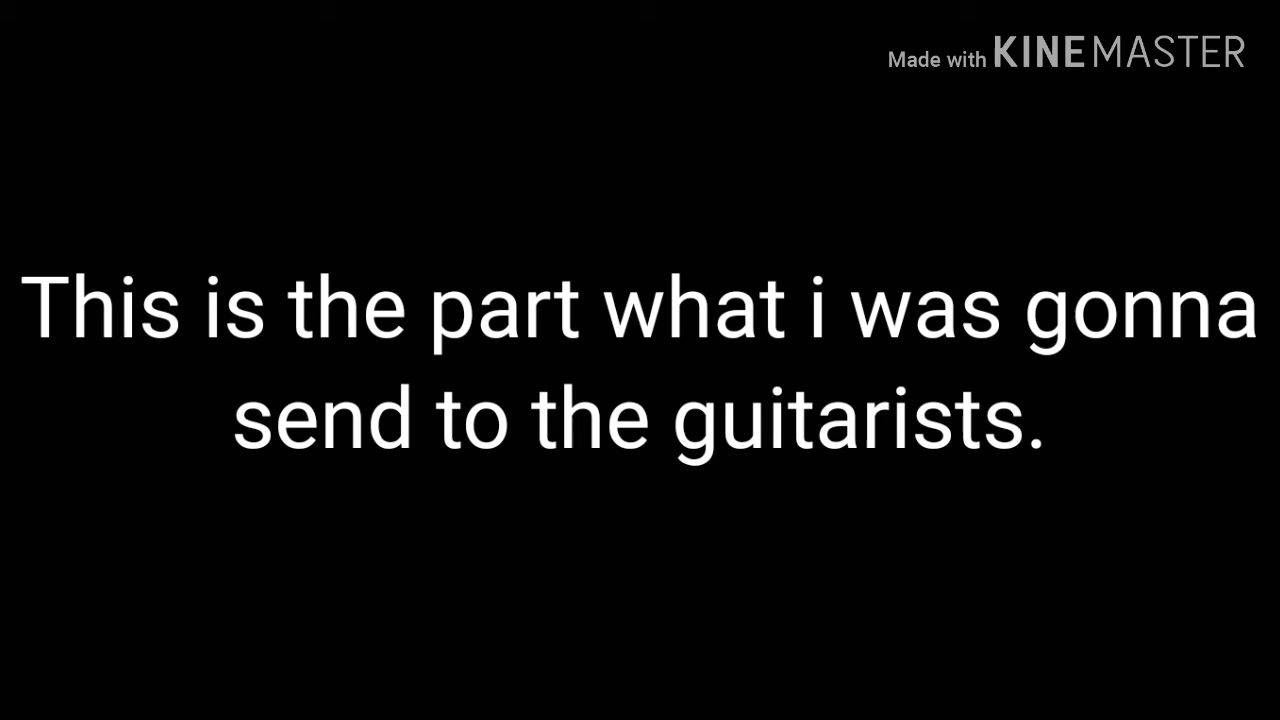 Made with KINEMASTER
This is the part what i was gonna
send to the guitarists.